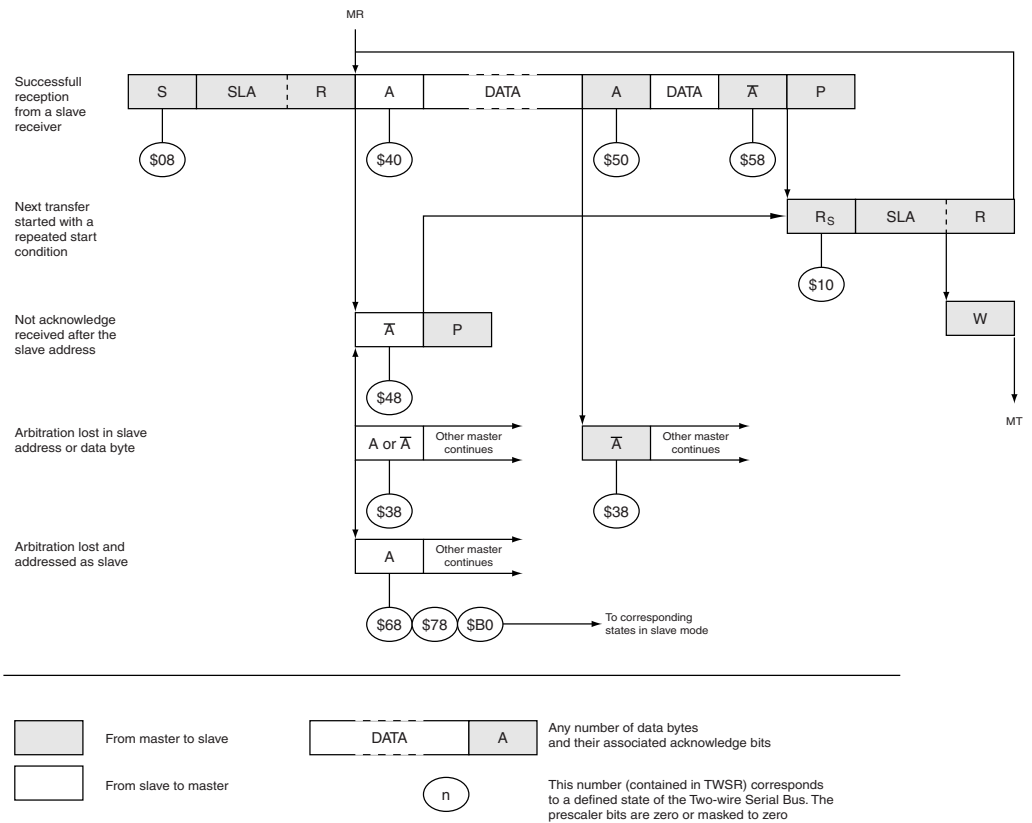 MR
Successfull
reception
from a slave
receiver
S SLA R A DATA A DATA A̅ P
$08 $40 $50 $58
Next transfer
started with a
repeated start
condition
RS SLA R
$10
Not acknowledge
received after the
slave address
A̅ P
W
$48
MT
Arbitration lost in slave
address or data byte
A or A̅
Other master
continues
A̅
Other master
continues
$38 $38
Arbitration lost and
addressed as slave
A
Other master
continues
$68 $78 $B0
To corresponding
states in slave mode
From master to slave
DATA A
Any number of data bytes
and their associated acknowledge bits
From slave to master
n
This number (contained in TWSR) corresponds
to a defined state of the Two-wire Serial Bus. The
prescaler bits are zero or masked to zero